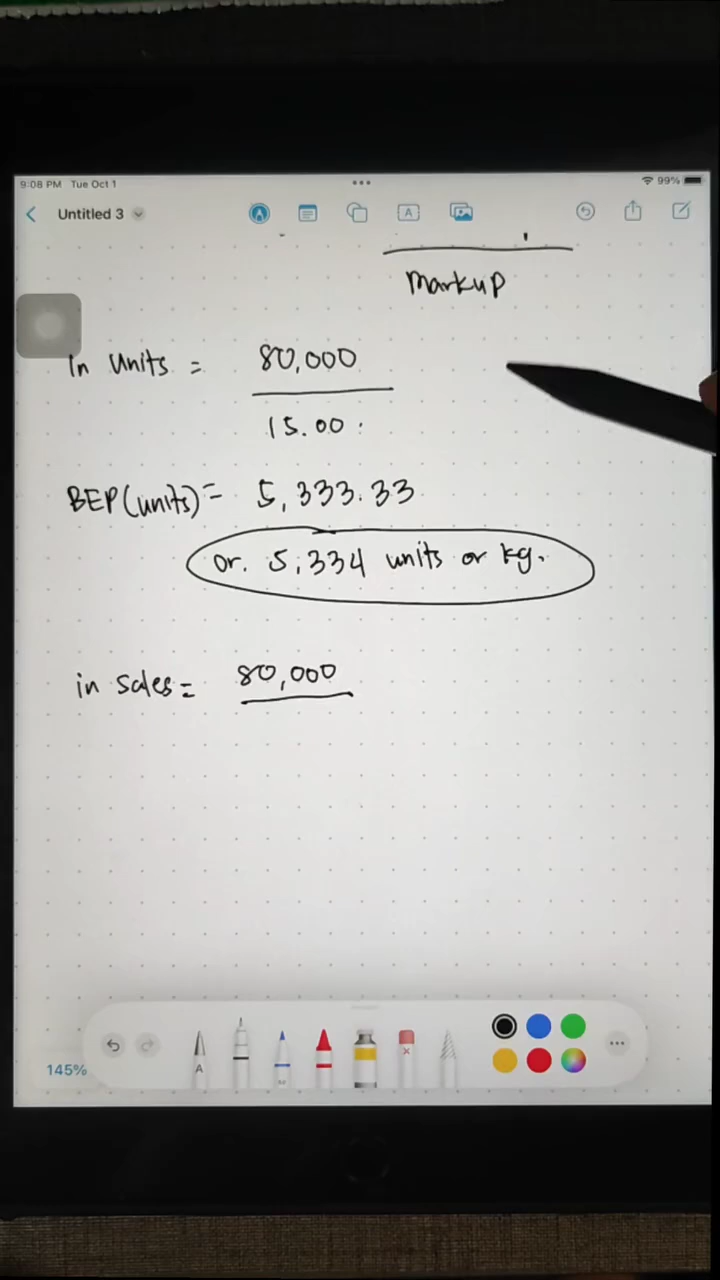 9:08 PM Tue Oct 1
99%
Untitled 3
Markup
In Units = 80,000
15.00
BEP(units)= 5,333.33
or. 5,334 units or kg.
in sales = 80,000
145%